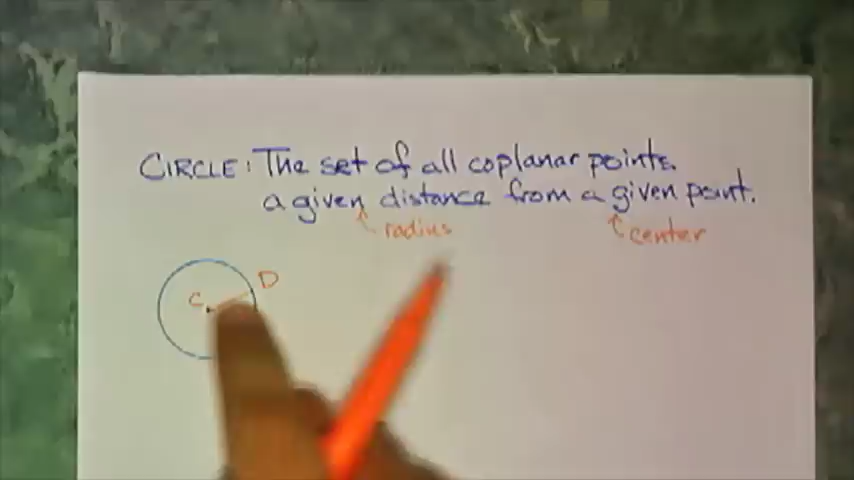 CIRCLE: The set of all coplanar points.
a given distance from a given point.
radius
center
C
D